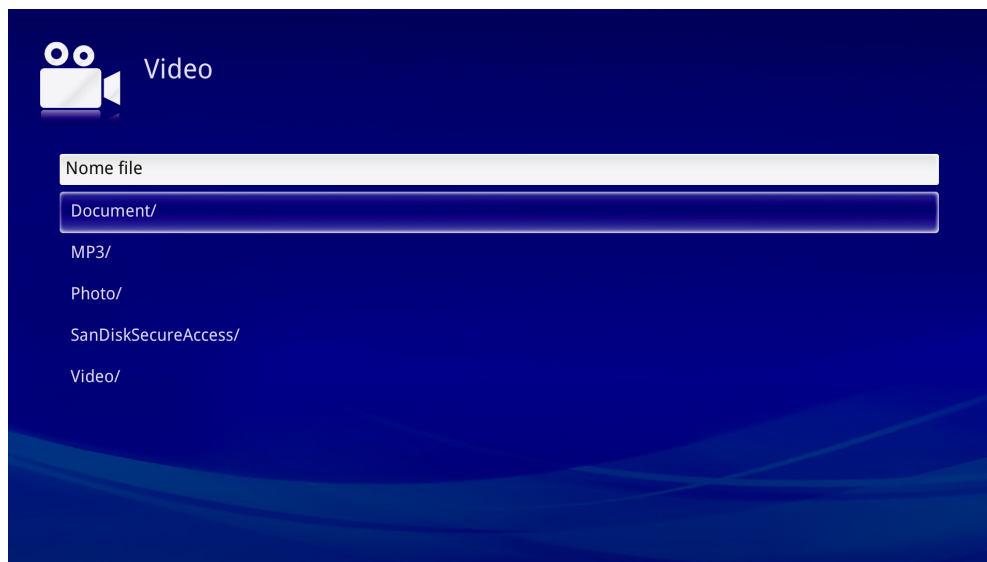 Video
Nome file
Document/
MP3/
Photo/
SanDiskSecureAccess/
Video/